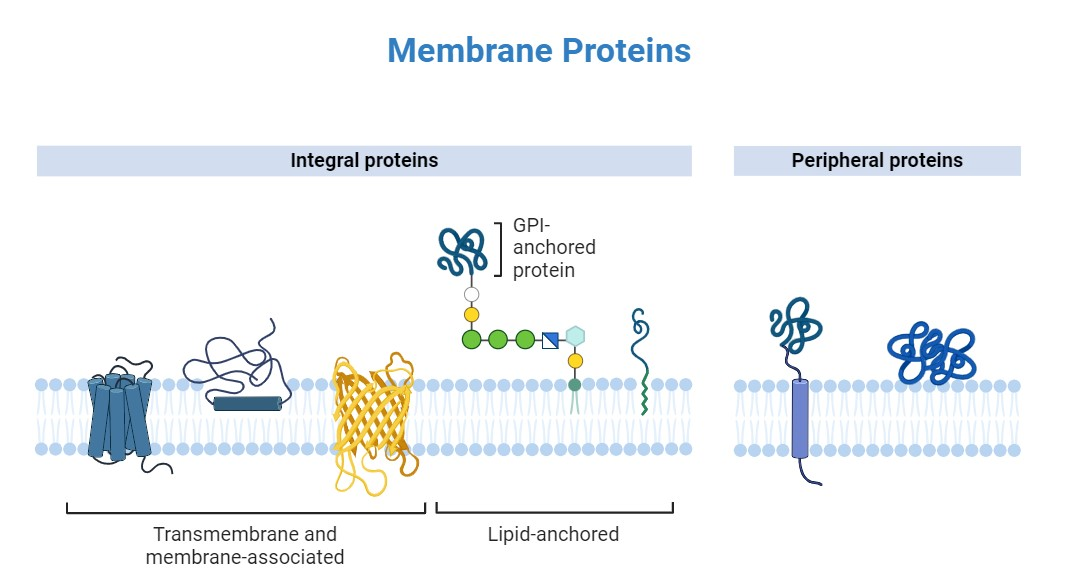 Membrane Proteins
Integral proteins
Peripheral proteins
GPI-
anchored
protein
Transmembrane and
membrane-associated
Lipid-anchored